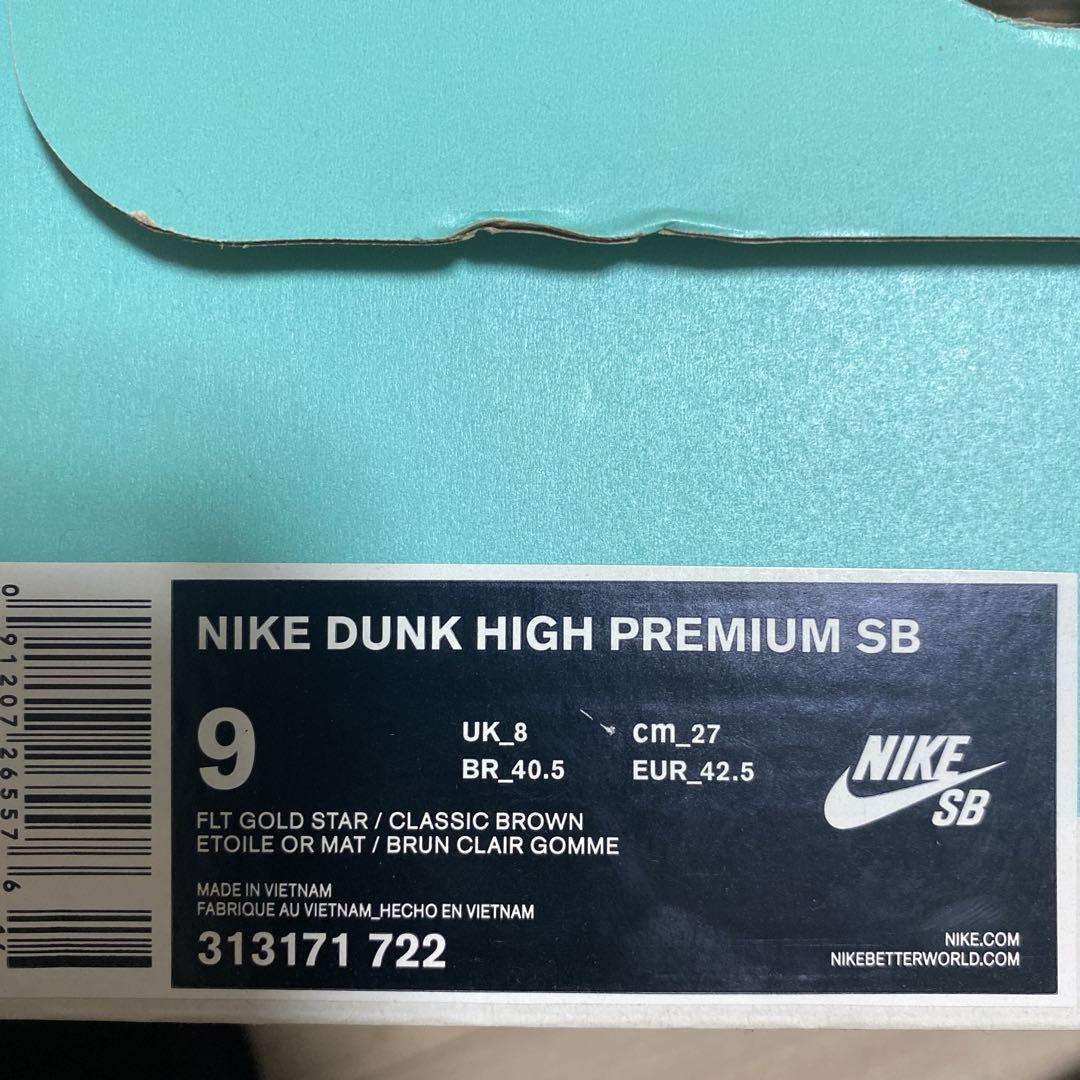 NIKE DUNK HIGH PREMIUM SB
9
UK_8 cm_27
BR_40.5 EUR_42.5
NIKE
SB
FLT GOLD STAR / CLASSIC BROWN
ETOILE OR MAT / BRUN CLAIR GOMME
MADE IN VIETNAM
FABRIQUE AU VIETNAM_HECHO EN VIETNAM
313171 722
NIKE.COM
NIKEBETTERWORLD.COM
0 91207 26557 6